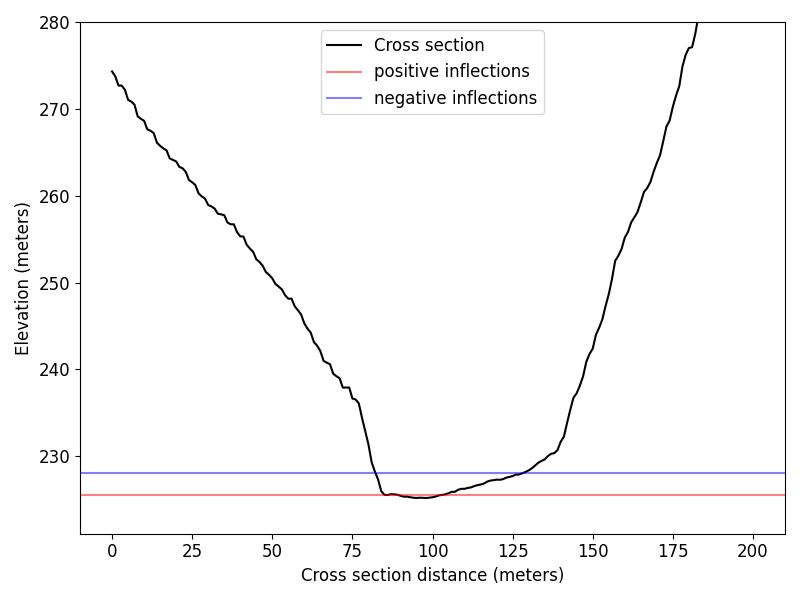 280
270
260
250
240
230
Elevation (meters)
Cross section
positive inflections
negative inflections
0 25 50 75 100 125 150 175 200
Cross section distance (meters)